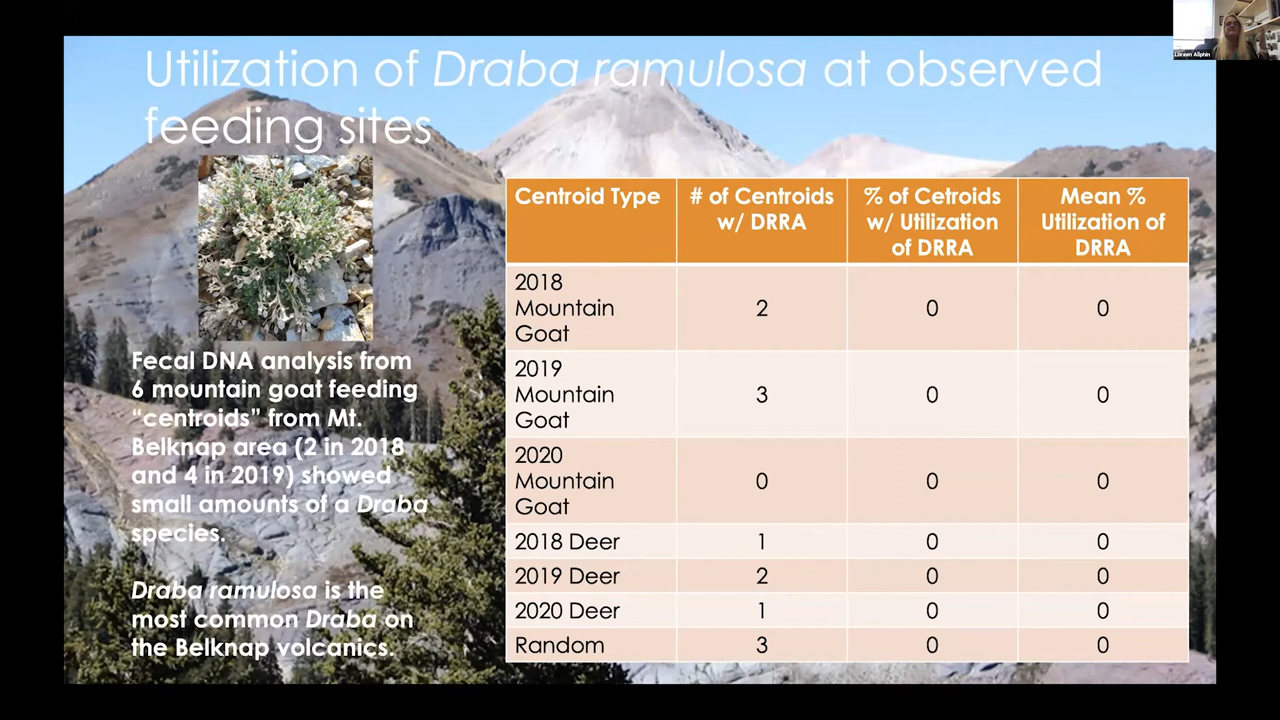 Utilization of Draba ramulosa at observed
feeding sites
Loreen Allphin
Fecal DNA analysis from
6 mountain goat feeding
“centroids” from Mt.
Belknap area (2 in 2018
and 4 in 2019) showed
small amounts of a Draba
species.
Draba ramulosa is the
most common Draba on
the Belknap volcanics.
Centroid Type # of Centroids w/ DRRA % of Cetroids w/ Utilization of DRRA Mean % Utilization of DRRA
2018 Mountain Goat 2 0 0
2019 Mountain Goat 3 0 0
2020 Mountain Goat 0 0 0
2018 Deer 1 0 0
2019 Deer 2 0 0
2020 Deer 1 0 0
Random 3 0 0